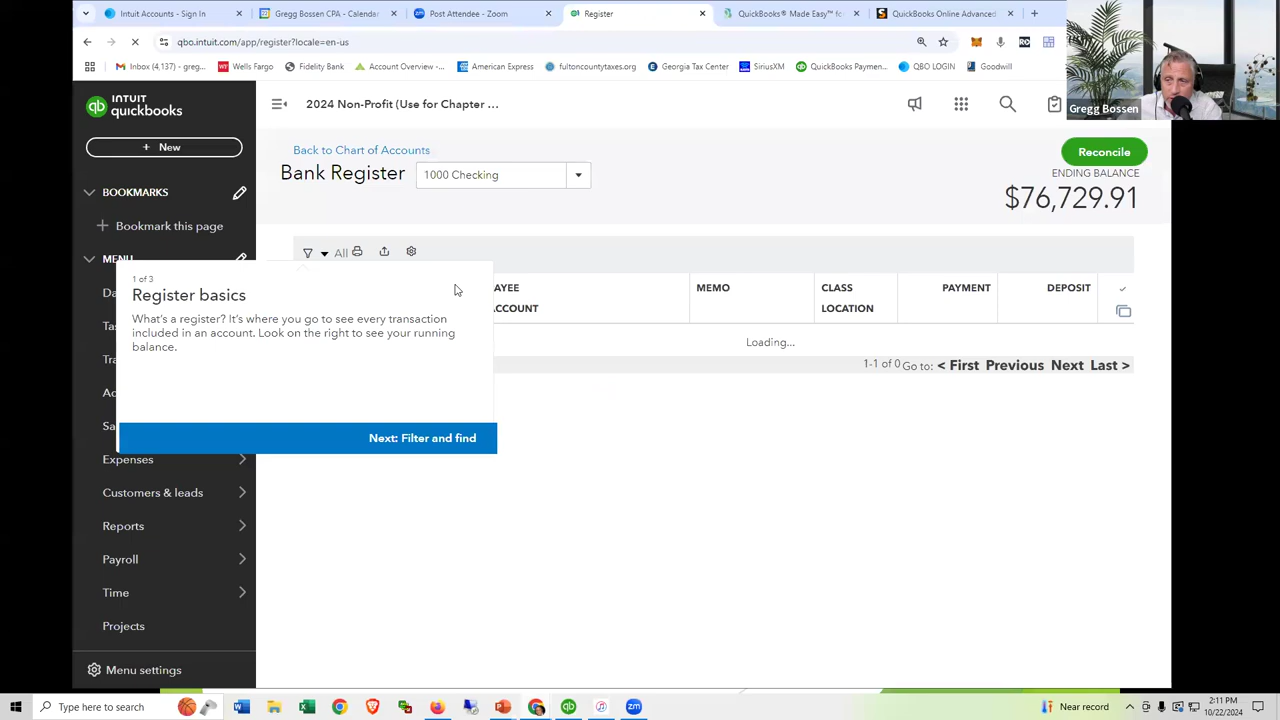 Intuit Accounts - Sign In
Gregg Bossen CPA - Calendar
Post Attendee - Zoom
Register
QuickBooks® Made Easy™ for
QuickBooks Online Advanced
qbo.intuit.com/app/register?locale=en-us
Inbox (4,137) - greg...
Wells Fargo
Fidelity Bank
Account Overview -...
American Express
fultoncountytaxes.org
Georgia Tax Center
SiriusXM
QuickBooks Paymen...
QBO LOGIN
Goodwill
Gregg Bossen
INTUIT
quickbooks
2024 Non-Profit (Use for Chapter ...
+ New
Back to Chart of Accounts
Bank Register
1000 Checking
Reconcile
ENDING BALANCE
$76,729.91
BOOKMARKS
+ Bookmark this page
MENU
All
1 of 3
Register basics
What's a register? It's where you go to see every transaction
included in an account. Look on the right to see your running
balance.
Next: Filter and find
AYEE
MEMO
CLASS
PAYMENT
DEPOSIT
CCOUNT
LOCATION
Loading...
1-1 of 0 Go to: < First Previous Next Last >
Da
Ta
Tra
Ac
Sa
Expenses
Customers & leads
Reports
Payroll
Time
Projects
Menu settings
Type here to search
Near record
2:11 PM
10/22/2024